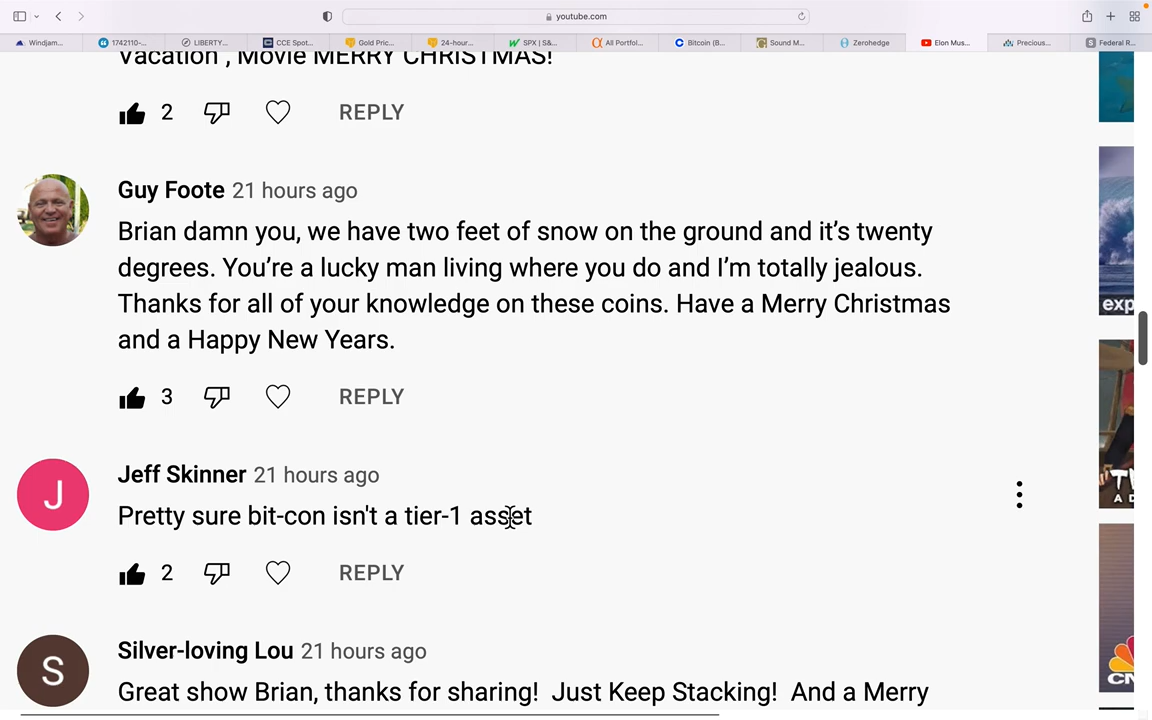 youtube.com
Windjam... 1742110-... LIBERTY... CCE Spot... Gold Pric... 24-hour... SPX | S&... All Portfol... Bitcoin (B... Sound M... Zerohedge Elon Mus... Precious... Federal R...
Vacation , Movie MERRY CHRISTMAS!
2 REPLY
Guy Foote 21 hours ago
Brian damn you, we have two feet of snow on the ground and it’s twenty
degrees. You’re a lucky man living where you do and I’m totally jealous.
Thanks for all of your knowledge on these coins. Have a Merry Christmas
and a Happy New Years.
3 REPLY
exp
J
Jeff Skinner 21 hours ago
Pretty sure bit-con isn't a tier-1 asset
2 REPLY
S
Silver-loving Lou 21 hours ago
Great show Brian, thanks for sharing! Just Keep Stacking! And a Merry
CN